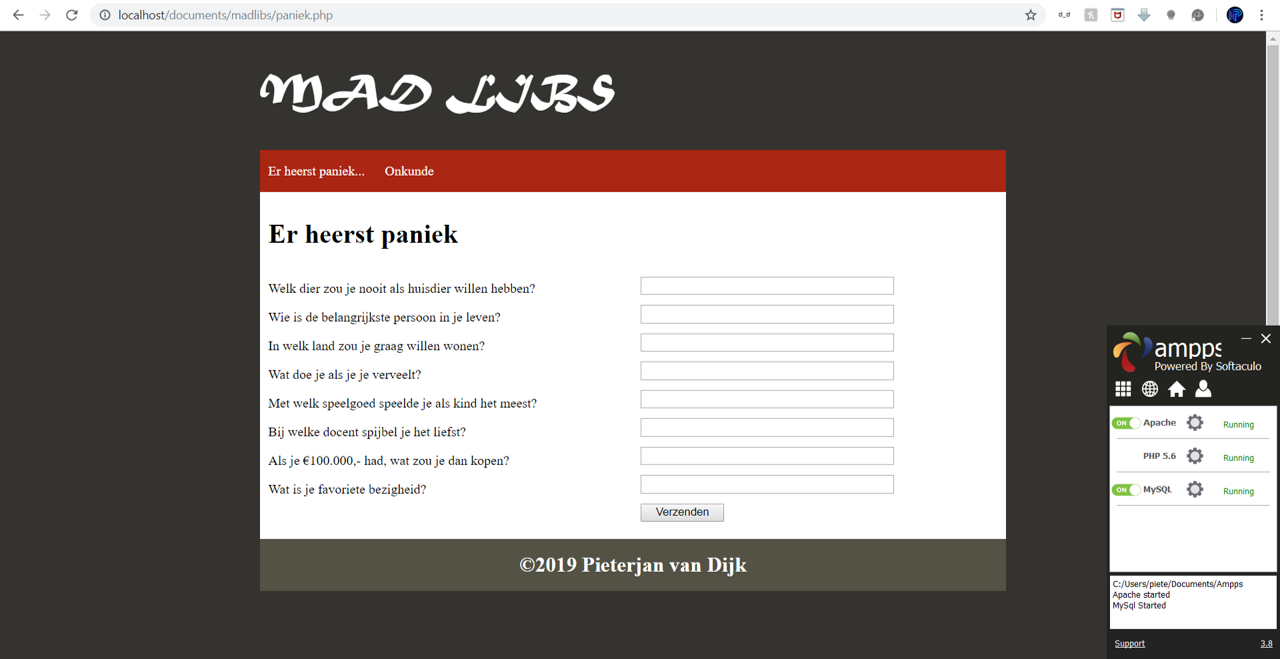 localhost/documents/madlibs/paniek.php
MAD LIBS
Er heerst paniek... Onkunde
Er heerst paniek
Welk dier zou je nooit als huisdier willen hebben?
Wie is de belangrijkste persoon in je leven?
In welk land zou je graag willen wonen?
Wat doe je als je je verveelt?
Met welk speelgoed speelde je als kind het meest?
Bij welke docent spijbel je het liefst?
Als je €100.000,- had, wat zou je dan kopen?
Wat is je favoriete bezigheid?
Verzenden
©2019 Pieterjan van Dijk
ampps
Powered By Softaculo
ON Apache Running
PHP 5.6 Running
ON MySQL Running
C:/Users/piete/Documents/Ampps
Apache started
MySql Started
Support 3.8